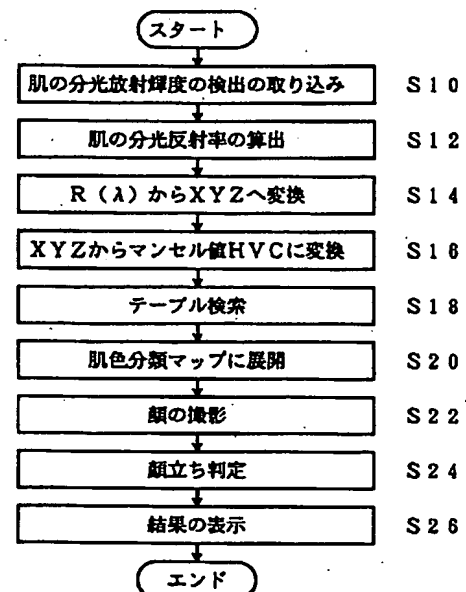 スタート
肌の分光放射輝度の検出の取り込み S10
肌の分光反射率の算出 S12
R(λ)からXYZへ変換 S14
XYZからマンセル値HVCに変換 S16
テーブル検索 S18
肌色分類マップに展開 S20
顔の撮影 S22
顔立ち判定 S24
結果の表示 S26
エンド